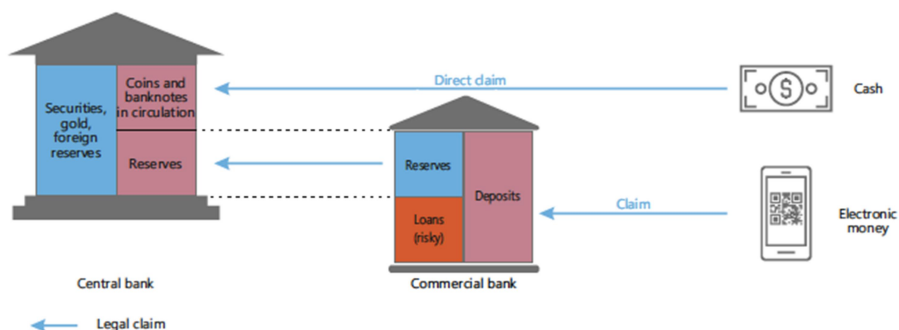 Securities,
gold,
foreign
reserves
Coins and
banknotes
in circulation
Reserves
Direct claim
$
Cash
Reserves
Loans
(risky)
Deposits
Claim
Electronic
money
Central bank
Commercial bank
Legal claim